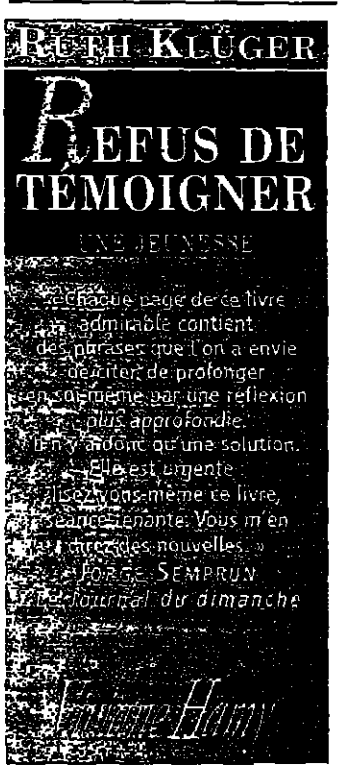 RUTH KLÜGER
REFUS DE
TÉMOIGNER
UNE JEUNESSE
« Chaque page de ce livre
admirable contient
des phrases que l'on a envie
de citer, de prolonger
en soi-même par une réflexion
plus approfondie.
Il n'y a donc qu'une solution.
Elle est urgente :
lisez vous-même ce livre,
séance tenante. Vous m'en
direz des nouvelles. »
JORGE SEMPRUN
Le Journal du dimanche
Viviane Hamy